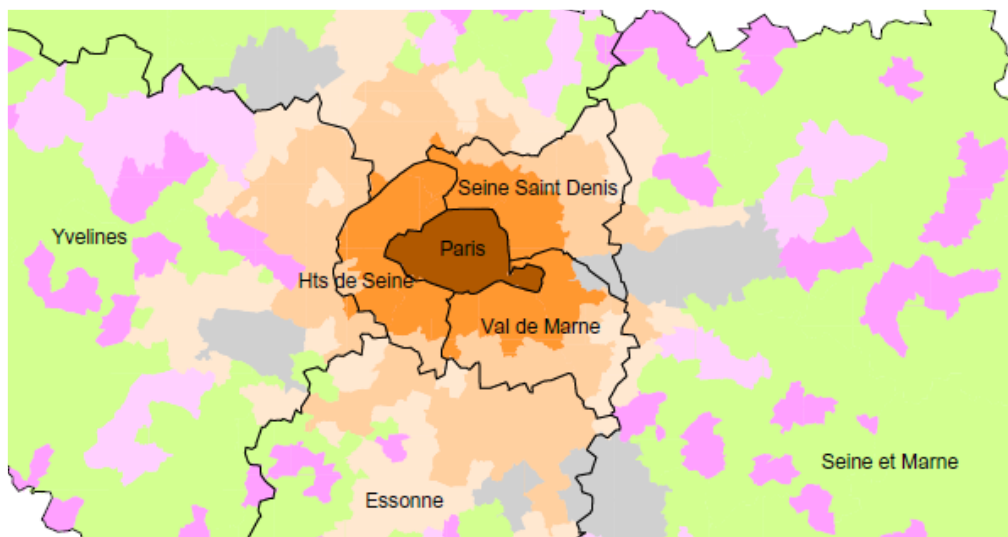 Seine Saint Denis
Yvelines
Paris
Hts de Seine
Val de Marne
Seine et Marne
Essonne